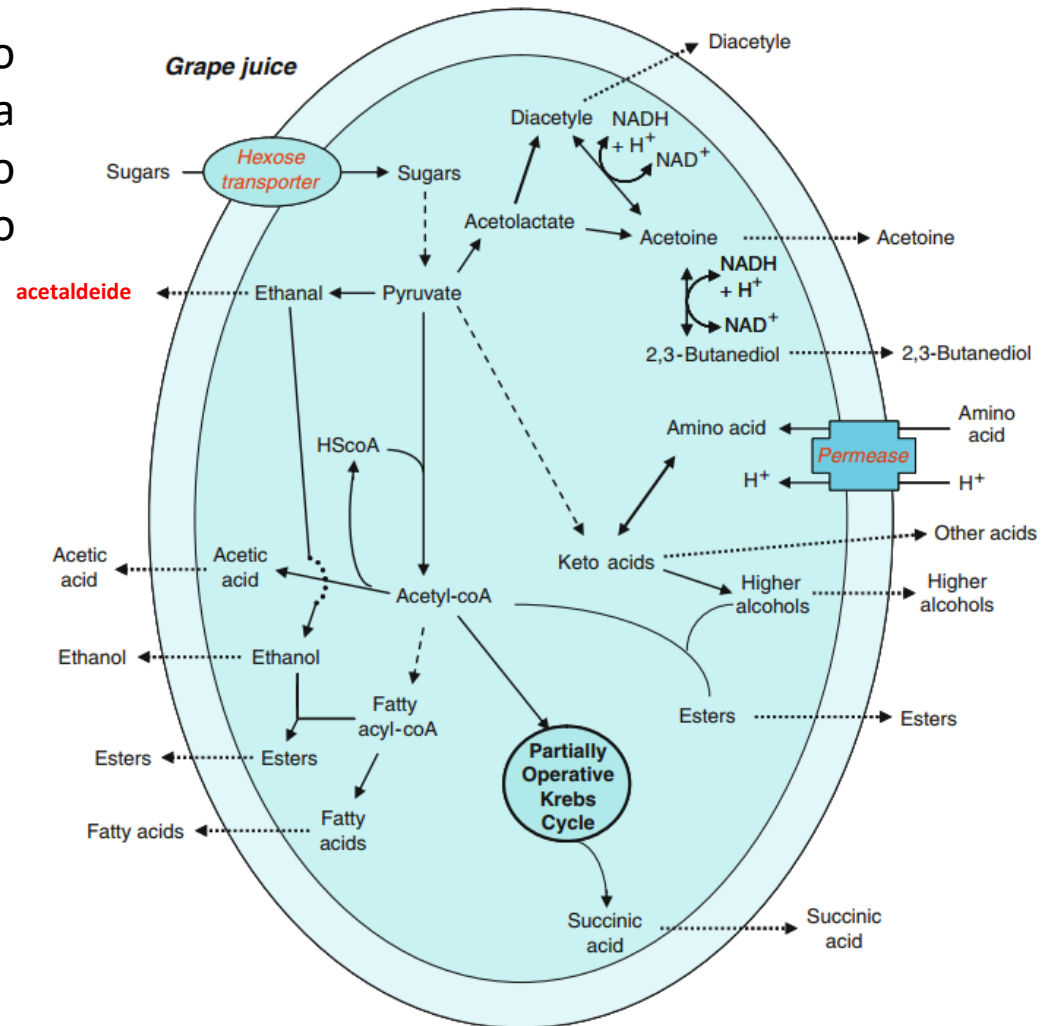 o
a
o
o
Grape juice
Diacetyle
Diacetyle
NADH
+ H+
NAD+
Sugars
Hexose
transporter
Sugars
Acetolactate
Acetoine
Acetoine
NADH
+ H+
NAD+
acetaldeide
Ethanal
Pyruvate
2,3-Butanediol
2,3-Butanediol
HScoA
Amino acid
Amino
acid
Permease
H+
H+
Keto acids
Other acids
Acetic
acid
Acetic
acid
Acetyl-coA
Higher
alcohols
Higher
alcohols
Ethanol
Ethanol
Fatty
acyl-coA
Esters
Esters
Esters
Esters
Partially
Operative
Krebs
Cycle
Fatty acids
Fatty
acids
Succinic
acid
Succinic
acid